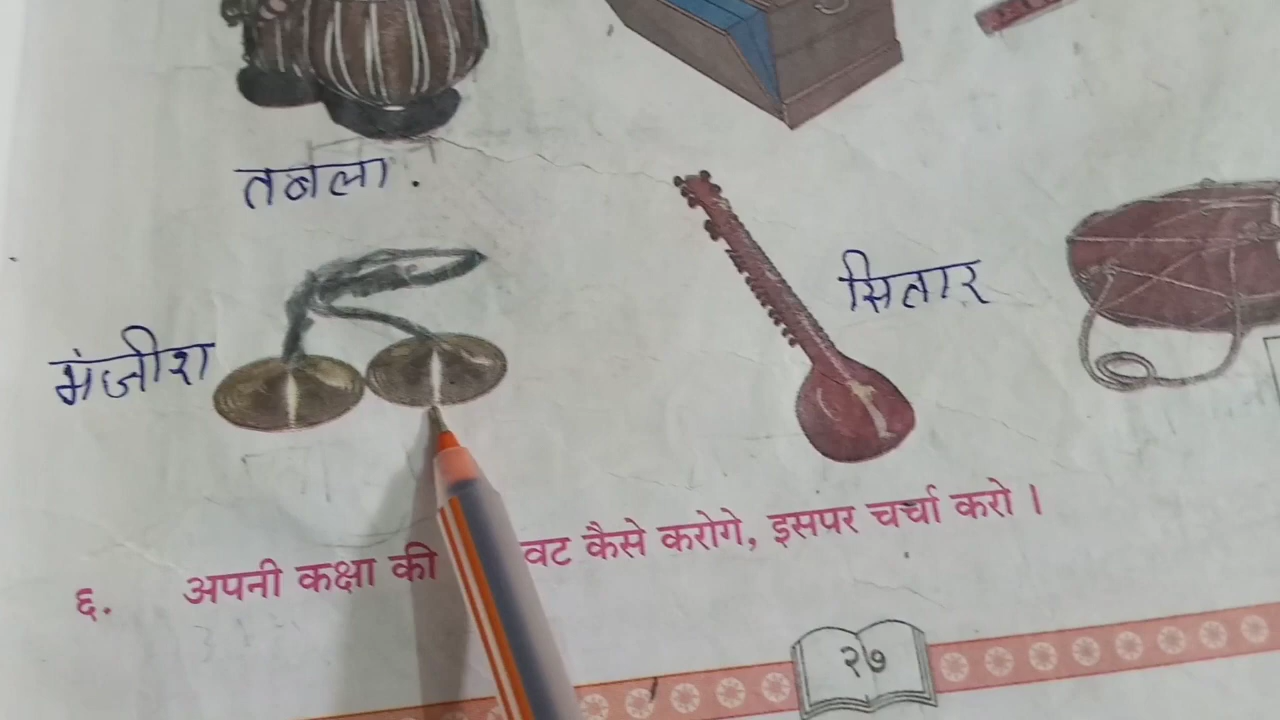 तबला.
सितार
मंजीरा
६. अपनी कक्षा की वट कैसे करोगे, इसपर चर्चा करो ।
२७